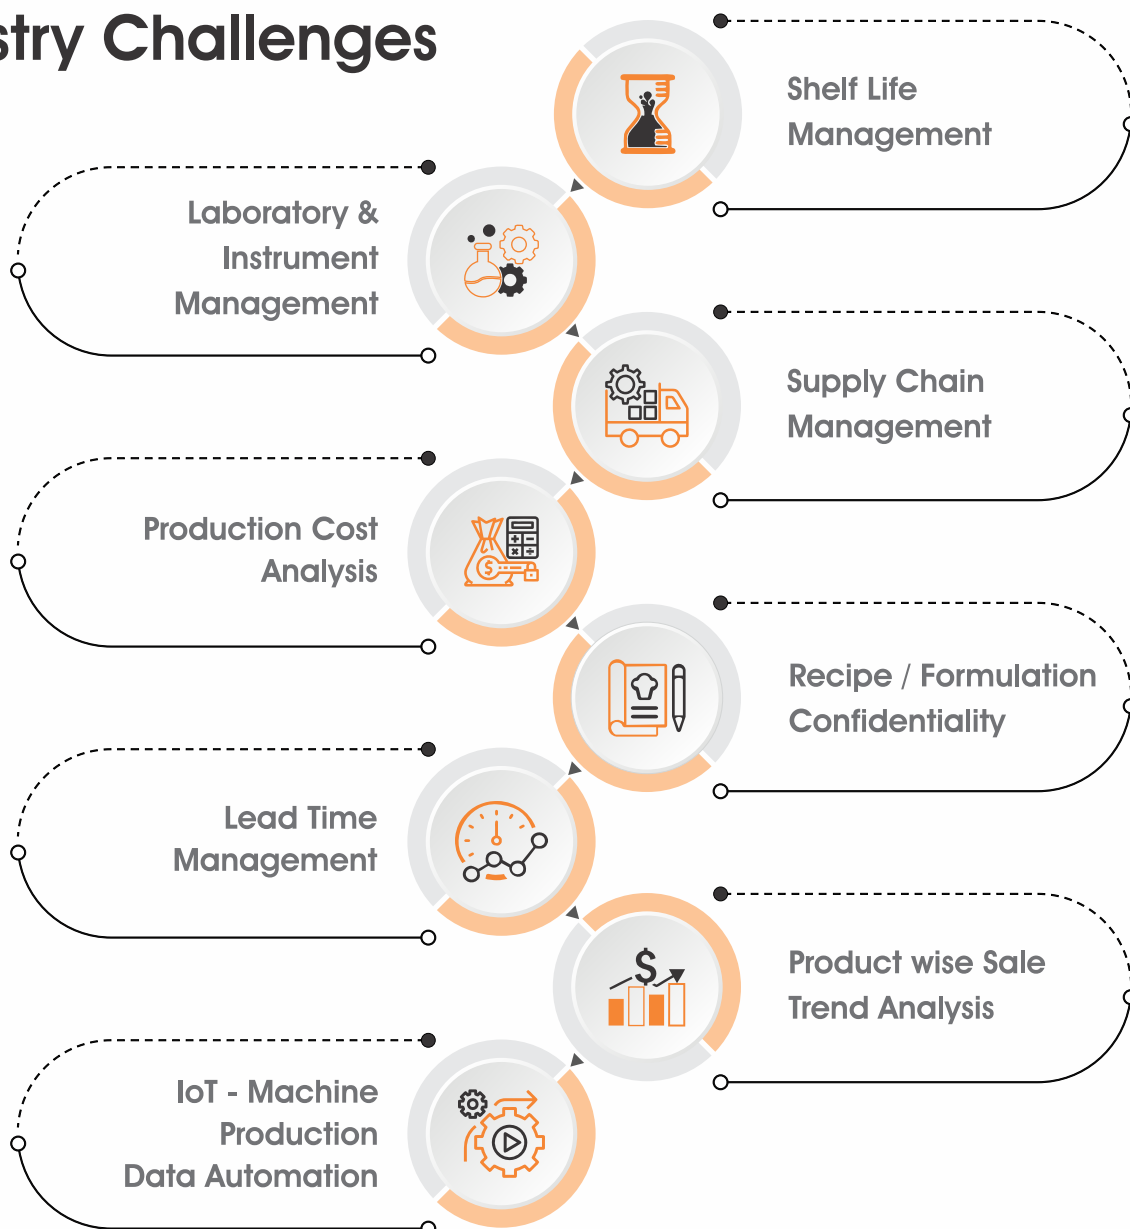 stry Challenges
Shelf Life
Management
Laboratory &
Instrument
Management
Supply Chain
Management
Production Cost
Analysis
Recipe / Formulation
Confidentiality
Lead Time
Management
Product wise Sale
Trend Analysis
IoT - Machine
Production
Data Automation